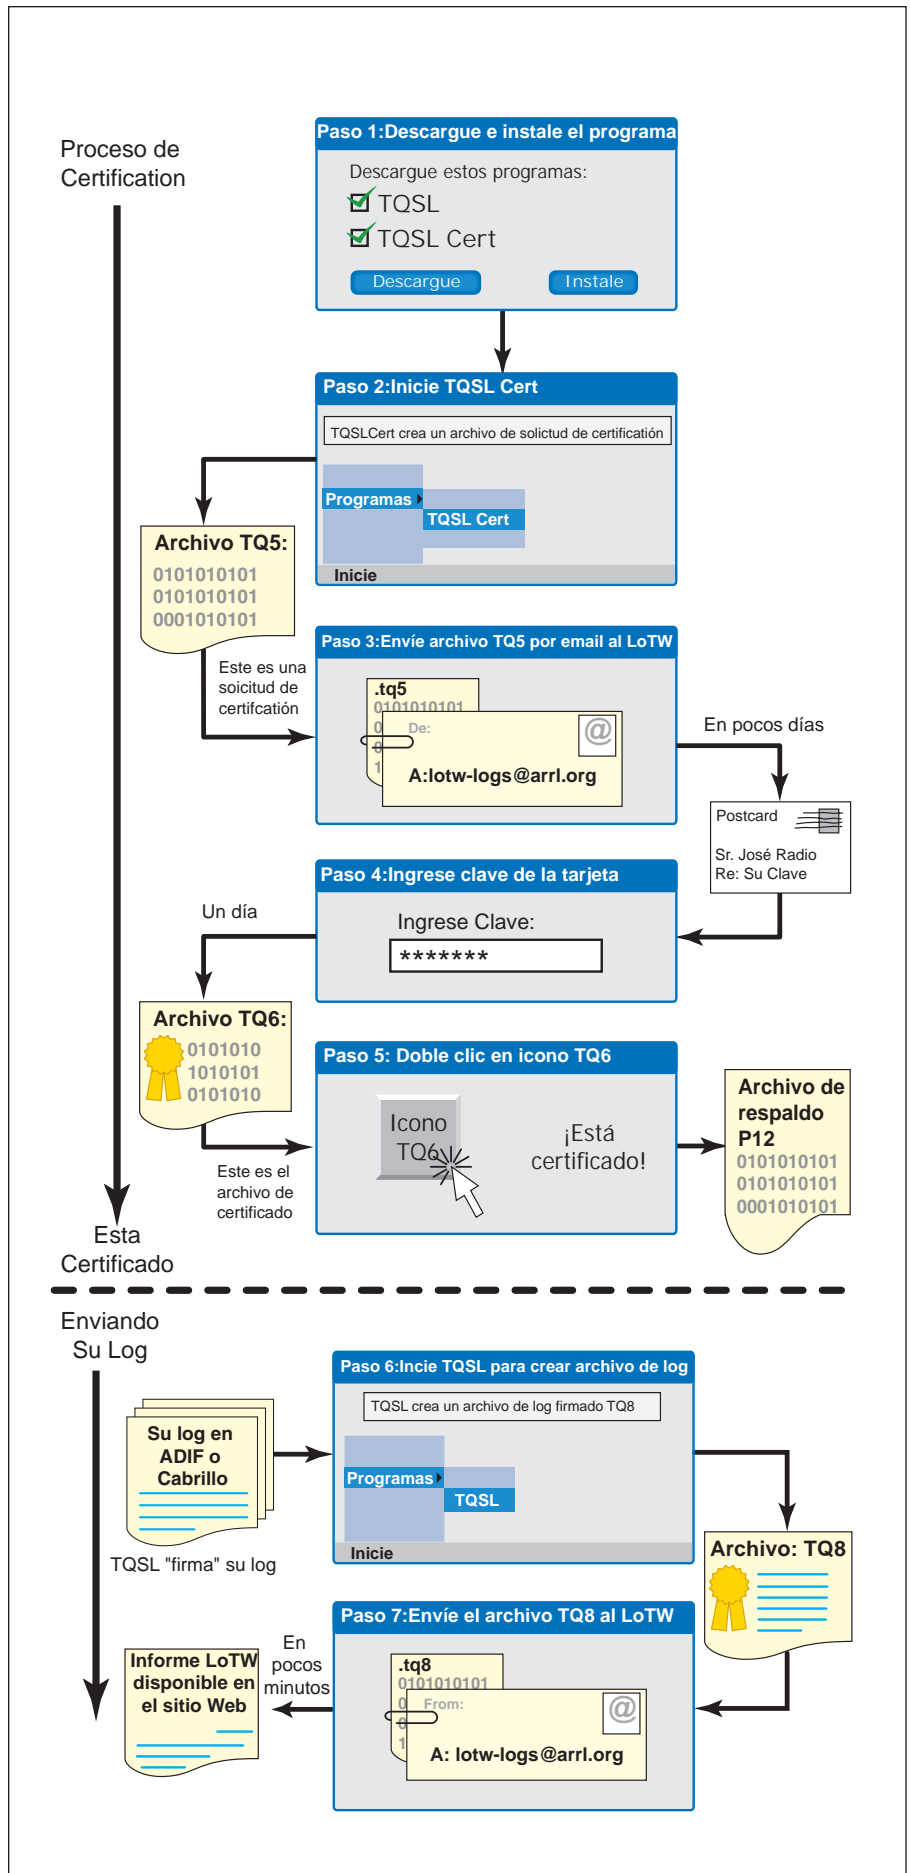 Proceso de
Certification
Paso 1:Descargue e instale el programa
Descargue estos programas:
TQSL
TQSL Cert
Descargue
Instale
Paso 2:Inicie TQSL Cert
TQSLCert crea un archivo de solictud de certificatión
Programas
TQSL Cert
Inicie
Archivo TQ5:
0101010101
0101010101
0001010101
Este es una
soicitud de
certifcatión
Paso 3:Envíe archivo TQ5 por email al LoTW
.tq5
0101010101
0
0
1
De:
@
A:lotw-logs@arrl.org
En pocos días
Postcard
Sr. José Radio
Re: Su Clave
Paso 4:Ingrese clave de la tarjeta
Ingrese Clave:
*******
Un día
Archivo TQ6:
0101010
1010101
0101010
Este es el
archivo de
certificado
Paso 5: Doble clic en icono TQ6
Icono
TQ6
¡Está
certificado!
Archivo de
respaldo
P12
0101010101
0101010101
0001010101
Esta
Certificado
Enviando
Su Log
Su log en
ADIF o
Cabrillo
TQSL "firma" su log
Paso 6:Incie TQSL para crear archivo de log
TQSL crea un archivo de log firmado TQ8
Programas
TQSL
Inicie
Archivo: TQ8
Paso 7:Envíe el archivo TQ8 al LoTW
.tq8
0101010101
0
0
1
From:
@
A: lotw-logs@arrl.org
En
pocos
minutos
Informe LoTW
disponible en
el sitio Web